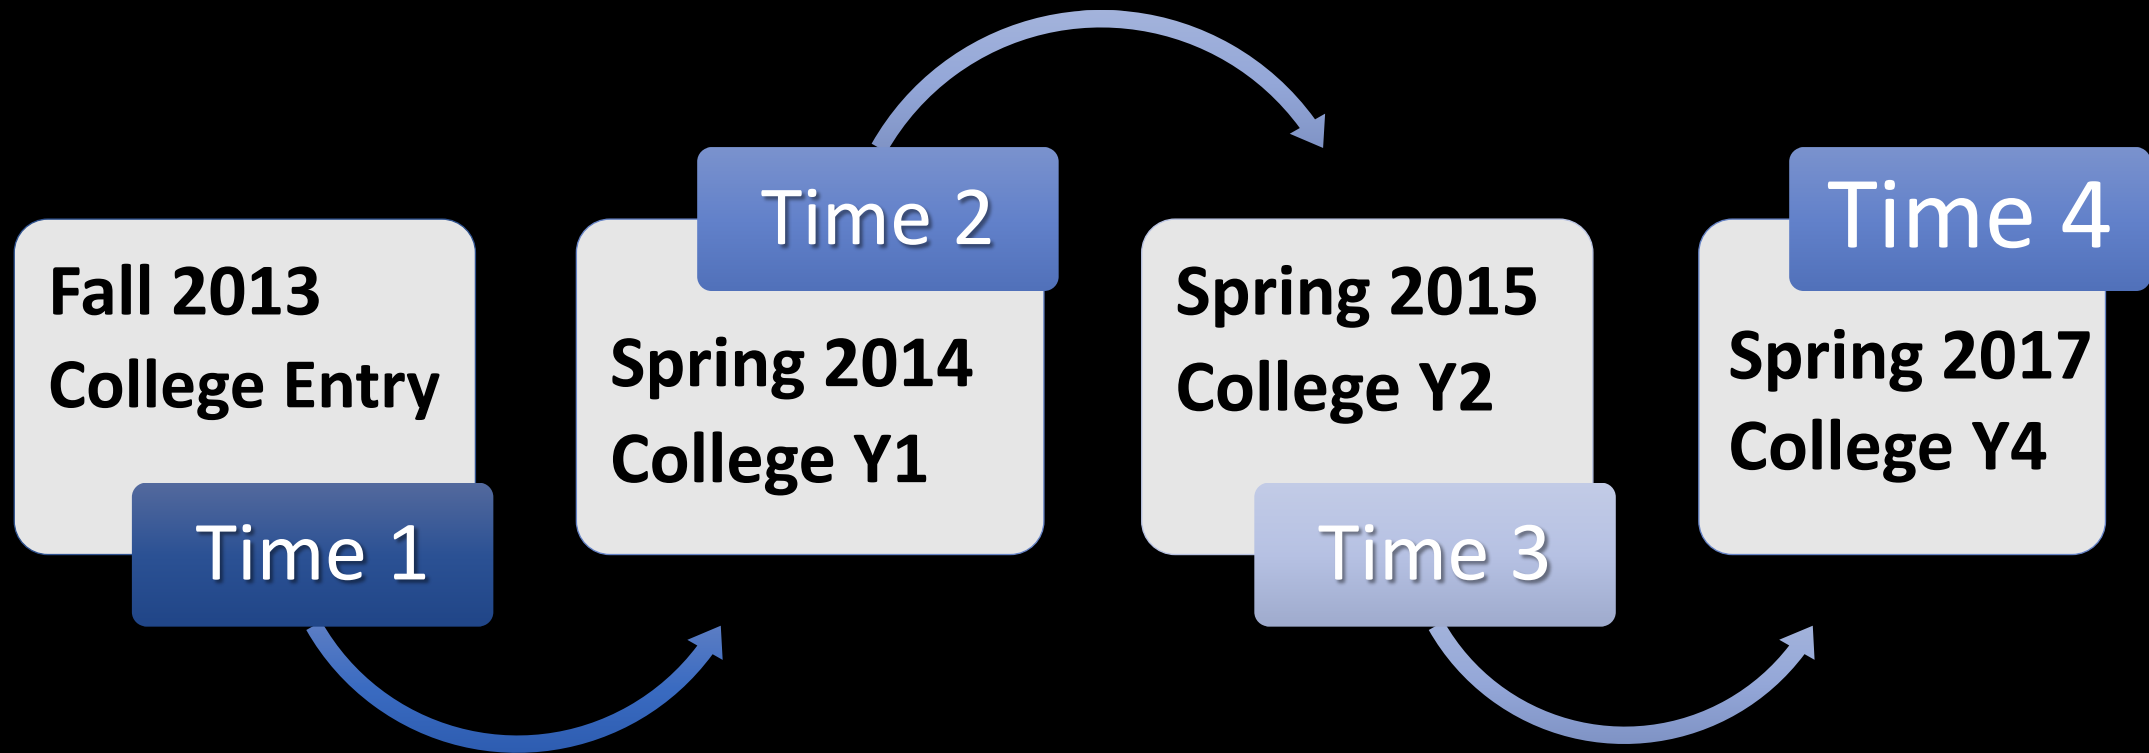 Fall 2013
College Entry
Time 1
Time 2
Spring 2014
College Y1
Spring 2015
College Y2
Time 3
Time 4
Spring 2017
College Y4